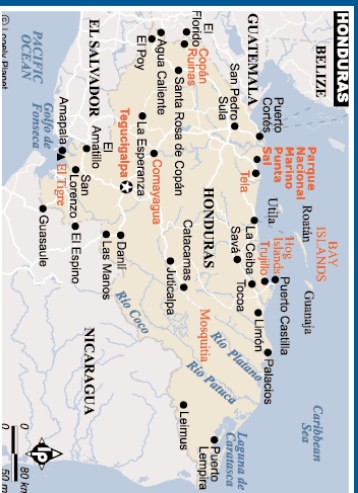 HONDURAS
BELIZE
GUATEMALA
Caribbean
Sea
BAY
ISLANDS
Roatán
Guanaja
Utila
Hog
Islands
Parque
Nacional
Marino
Punta
Sal
Puerto
Cortés
San Pedro
Sula
Tela
La Ceiba
Trujillo
Puerto Castilla
Savá
Tocoa
Limón
Palacios
El
Florido
Copán
Ruinas
Agua Caliente
El Poy
Santa Rosa de Copán
HONDURAS
Catacamas
Juticalpa
Mosquitia
Río Platano
Río Patuca
Río Coco
Laguna de
Caratasca
Puerto
Lempira
Leimus
La Esperanza
Comayagua
Tegucigalpa
EL SALVADOR
El
Amatillo
Amapala
El Tigre
San
Lorenzo
El Espino
Danlí
Las Manos
Guasaule
Golfo de
Fonseca
PACIFIC
OCEAN
NICARAGUA
0 80 km
0 50 m
lp
© Lonely Planet